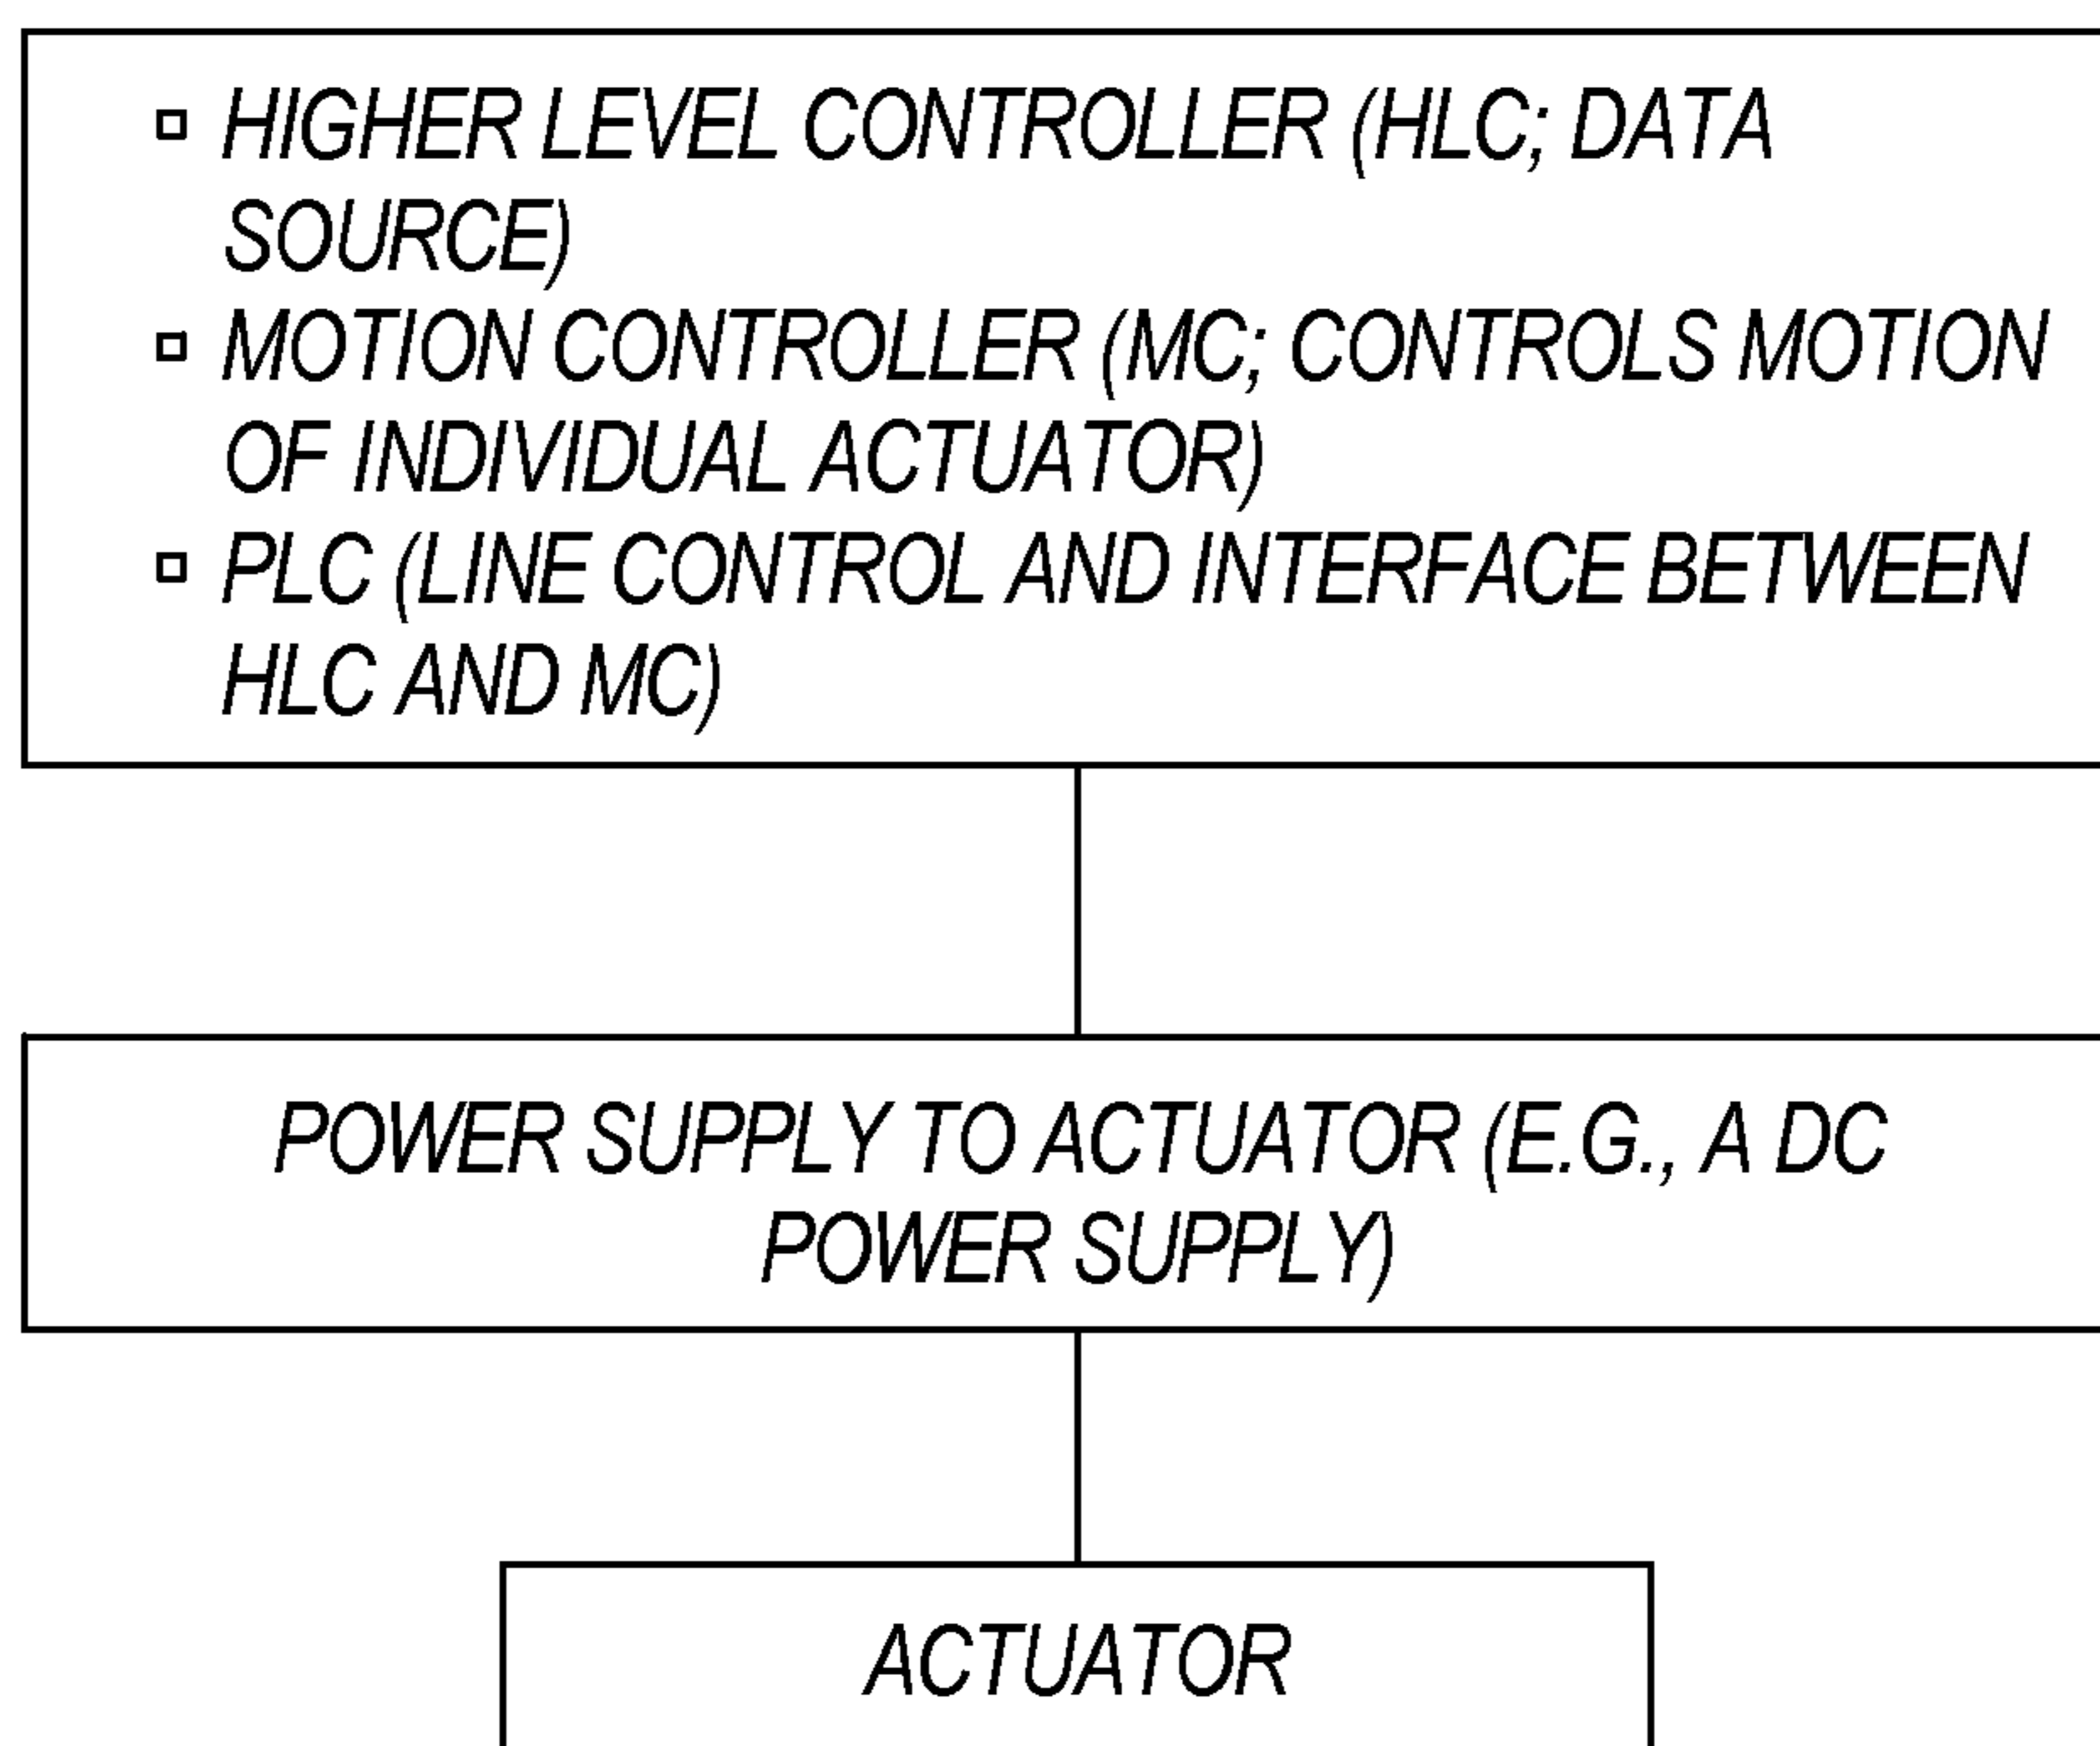 ▫ HIGHER LEVEL CONTROLLER (HLC; DATA
SOURCE)
▫ MOTION CONTROLLER (MC; CONTROLS MOTION
OF INDIVIDUAL ACTUATOR)
▫ PLC (LINE CONTROL AND INTERFACE BETWEEN
HLC AND MC)
POWER SUPPLY TO ACTUATOR (E.G., A DC
POWER SUPPLY)
ACTUATOR